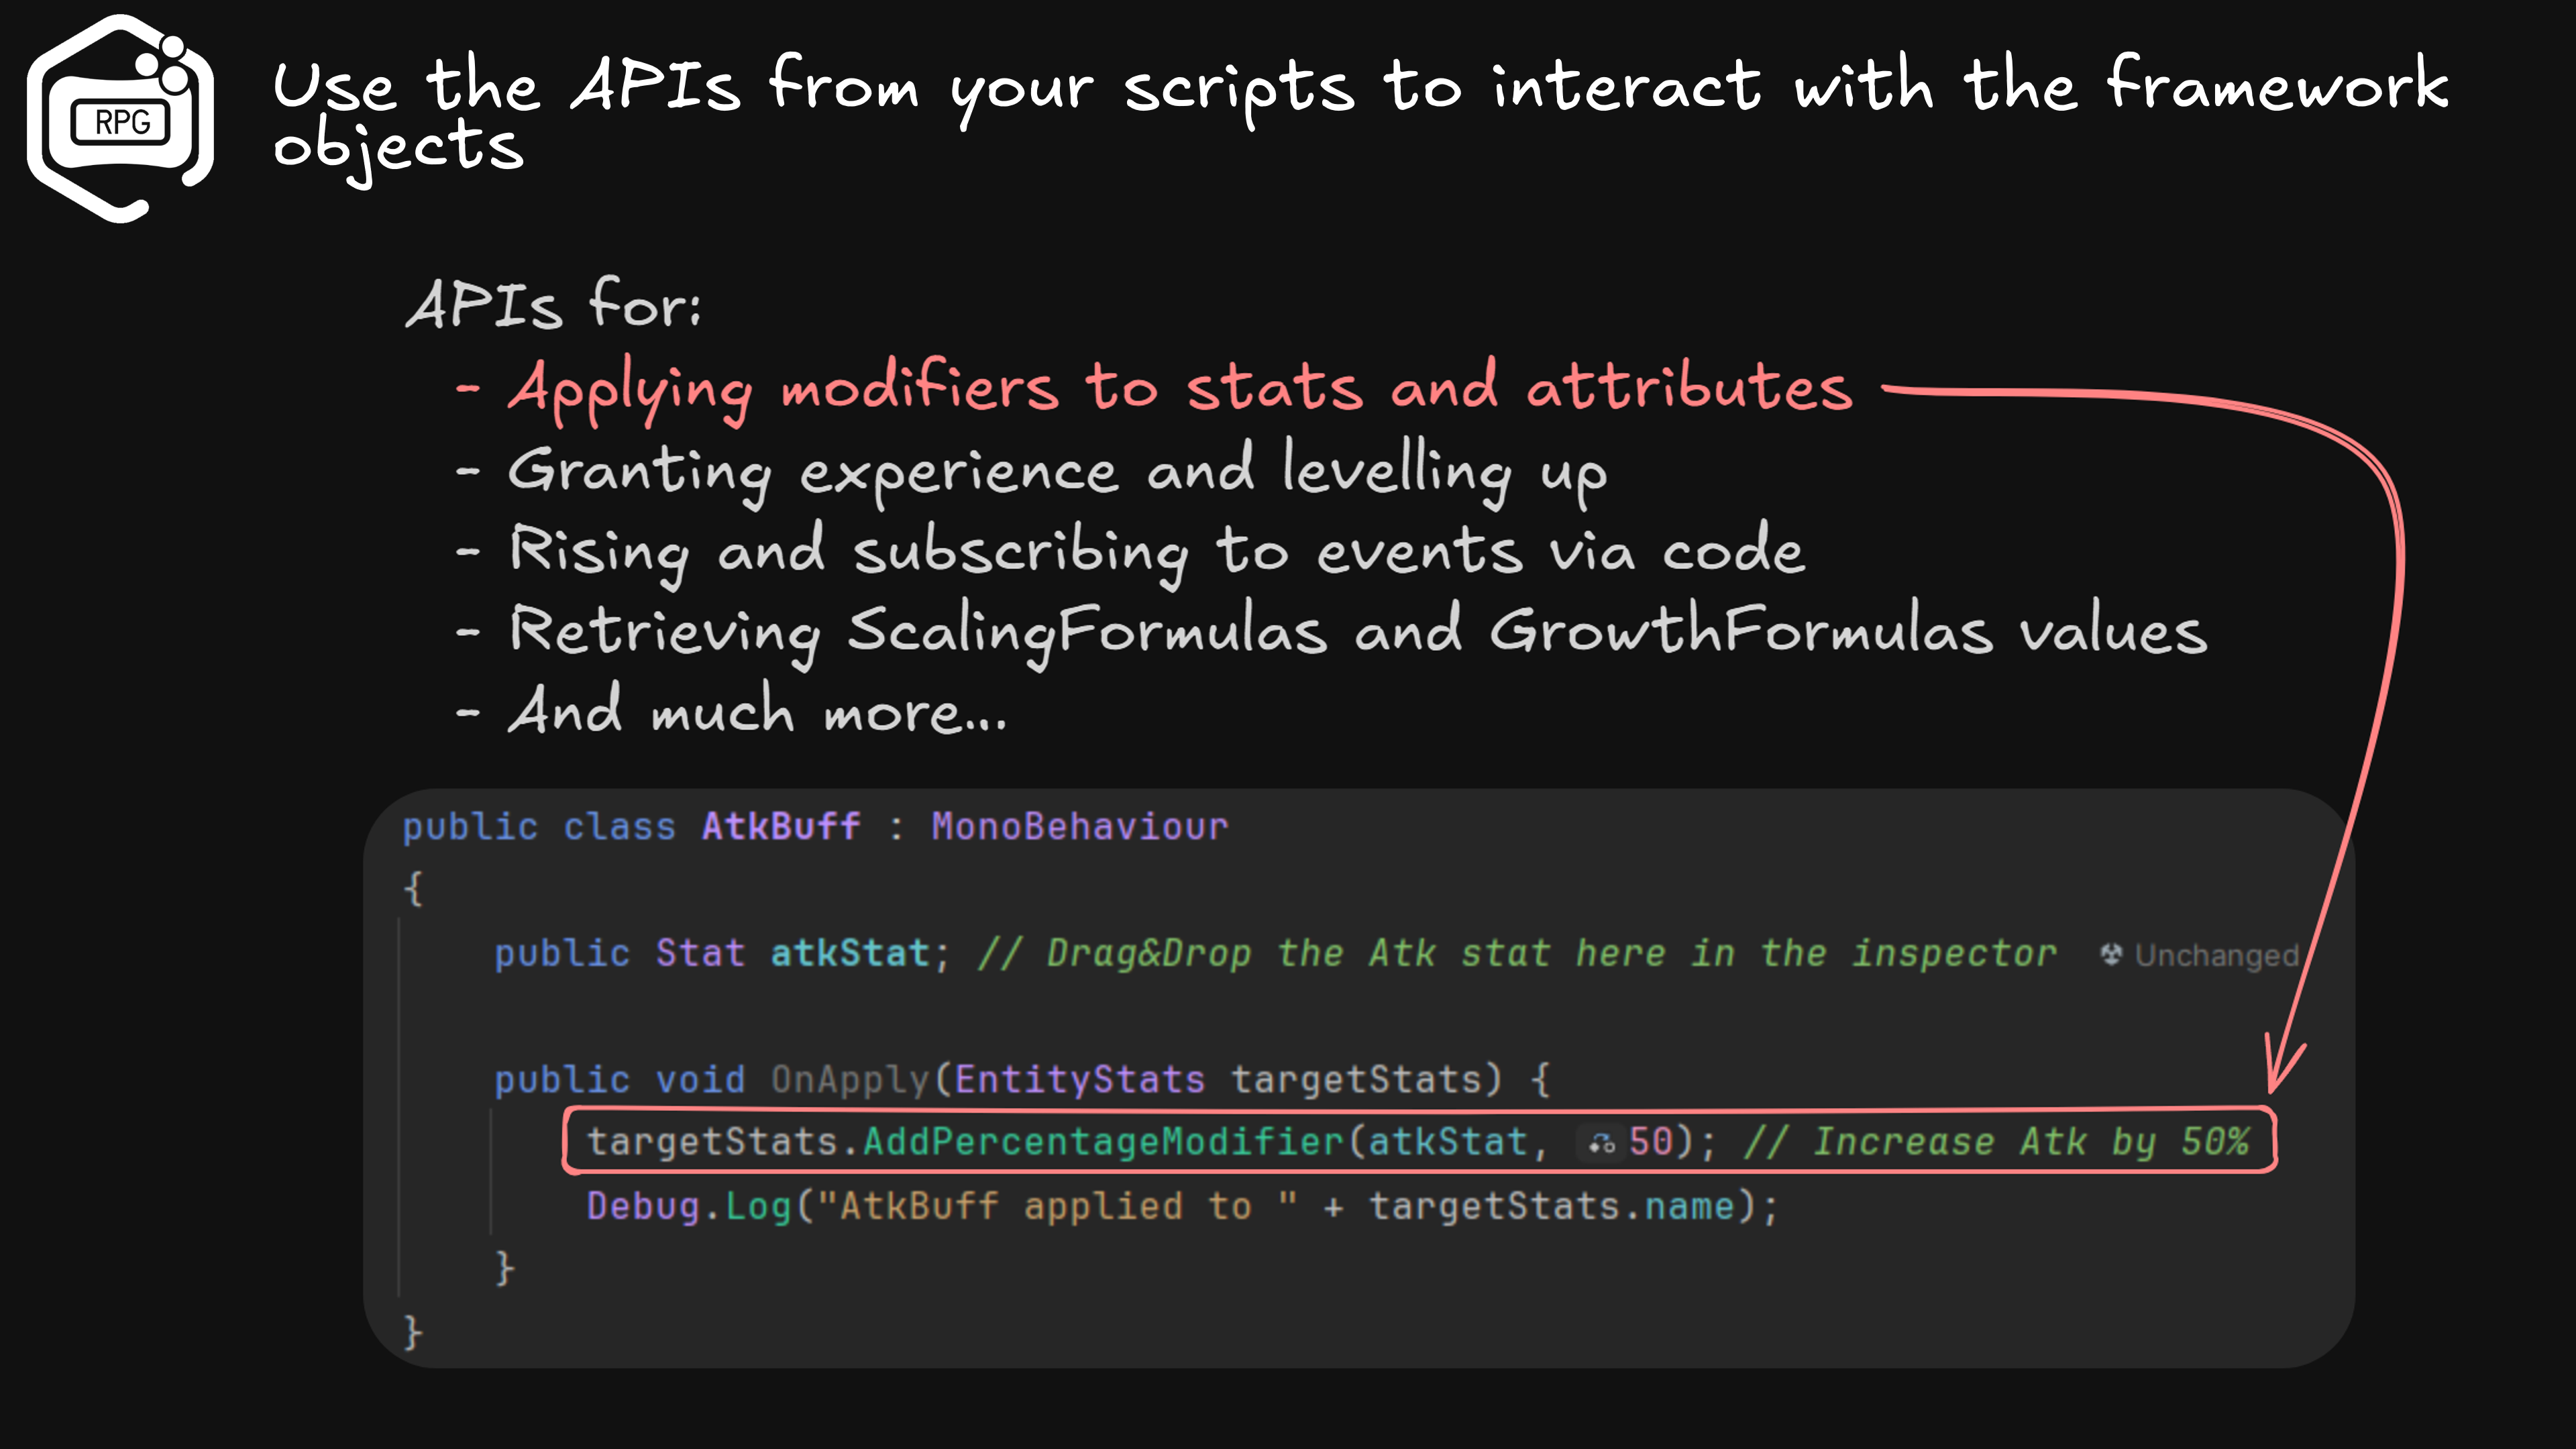 RPG
Use the APIs from your scripts to interact with the framework
objects
APIs for:
- Applying modifiers to stats and attributes
- Granting experience and levelling up
- Rising and subscribing to events via code
- Retrieving ScalingFormulas and GrowthFormulas values
- And much more...
public class AtkBuff : MonoBehaviour
{
public Stat atkStat; // Drag&Drop the Atk stat here in the inspector Unchanged
public void OnApply(EntityStats targetStats) {
targetStats.AddPercentageModifier(atkStat, 50); // Increase Atk by 50%
Debug.Log("AtkBuff applied to " + targetStats.name);
}
}